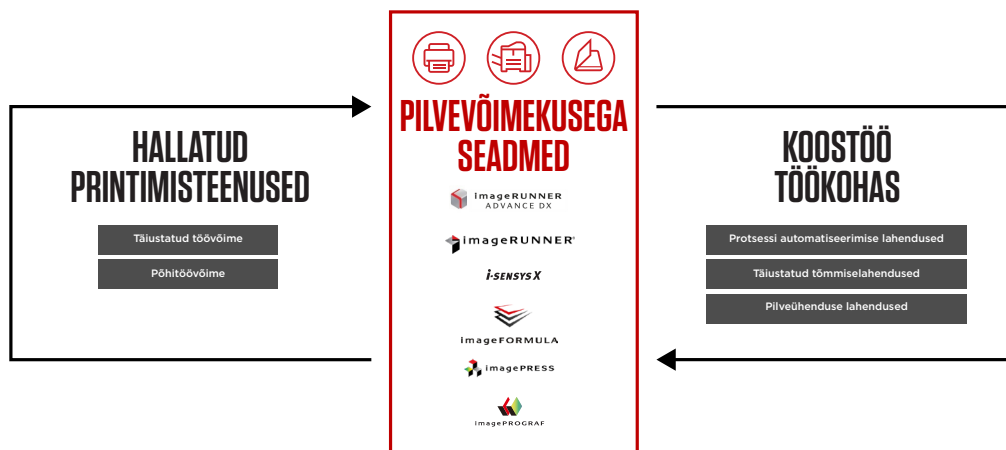 HALLATUD
PRINTIMISTEENUSED
Täiustatud töövõime
Põhitöövõime
PILVEVÕIMEKUSEGA
SEADMED
imageRUNNER
ADVANCE DX
imageRUNNER
i-SENSYS X
imageFORMULA
imagePRESS
imagePROGRAF
KOOSTÖÖ
TÖÖKOHAS
Protsessi automatiseerimise lahendused
Täiustatud tõmmiselahendused
Pilveühenduse lahendused